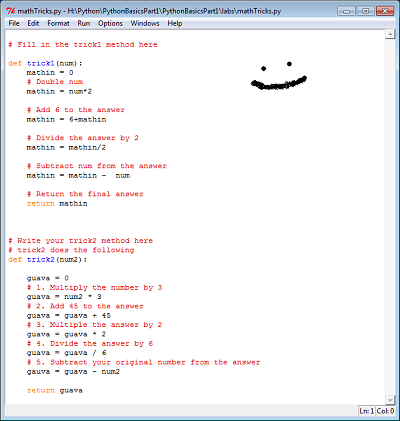 mathTricks.py - H:\Python\PythonBasicsPart1\PythonBasicsPart1\labs\mathTricks.py
File Edit Format Run Options Windows Help
# Fill in the trick1 method here
def trick1(num):
mathin = 0
# Double num
mathin = num*2
# Add 6 to the answer
mathin = 6+mathin
# Divide the answer by 2
mathin = mathin/2
# Subtract num from the answer
mathin = mathin -  num
# Return the final answer
return mathin
# Write your trick2 method here
# trick2 does the following
def trick2(num2):
guava = 0
# 1. Multiply the number by 3
guava = num2 * 3
# 2. Add 45 to the answer
guava = guava + 45
# 3. Multiple the answer by 2
guava = guava * 2
# 4. Divide the answer by 6
guava = guava / 6
# 5. Subtract your original number from the answer
gauva = guava - num2
return guava
Ln: 1 Col: 0